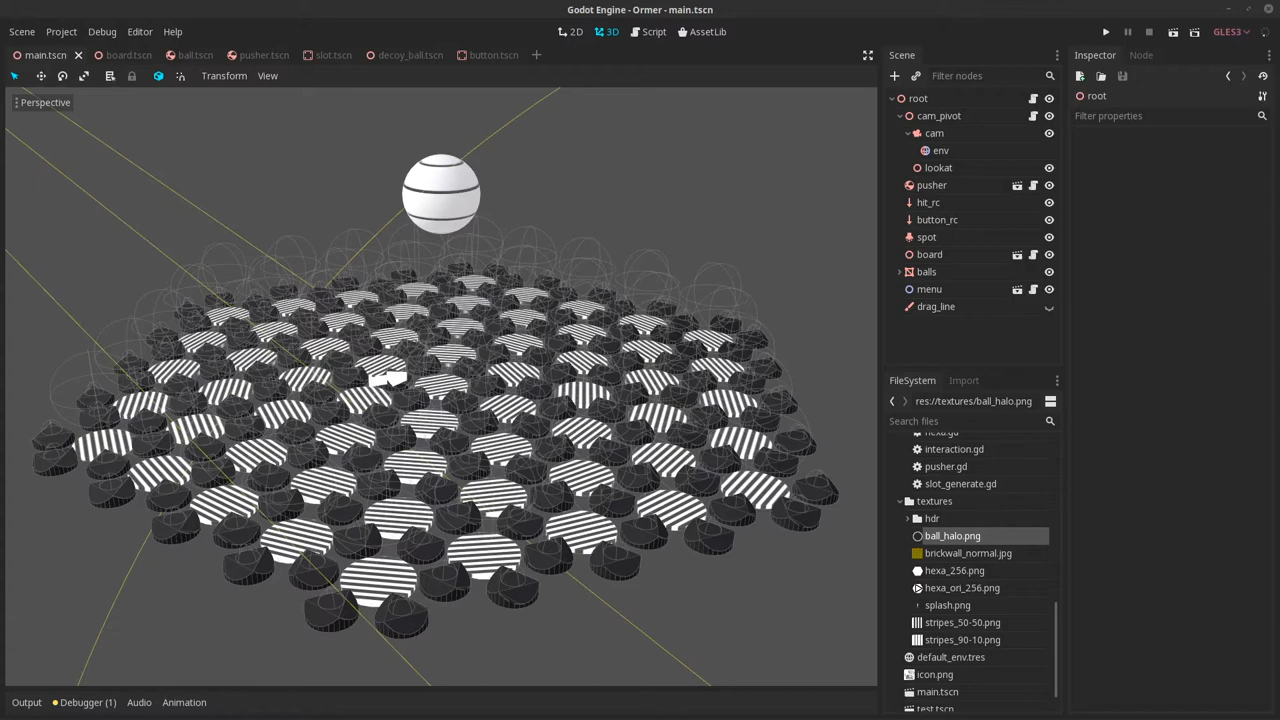 Godot Engine - Ormer - main.tscn
Scene Project Debug Editor Help
2D 3D Script AssetLib
GLES3
main.tscn board.tscn ball.tscn pusher.tscn slot.tscn decoy_ball.tscn button.tscn
Transform View
Perspective
Scene
Filter nodes
root
cam_pivot
cam
env
lookat
pusher
hit_rc
button_rc
spot
board
balls
menu
drag_line
FileSystem Import
res://textures/ball_halo.png
Search files
hexa.gd
interaction.gd
pusher.gd
slot_generate.gd
textures
hdr
ball_halo.png
brickwall_normal.jpg
hexa_256.png
hexa_ori_256.png
splash.png
stripes_50-50.png
stripes_90-10.png
default_env.tres
icon.png
main.tscn
test.tscn
Inspector Node
root
Filter properties
Output Debugger (1) Audio Animation